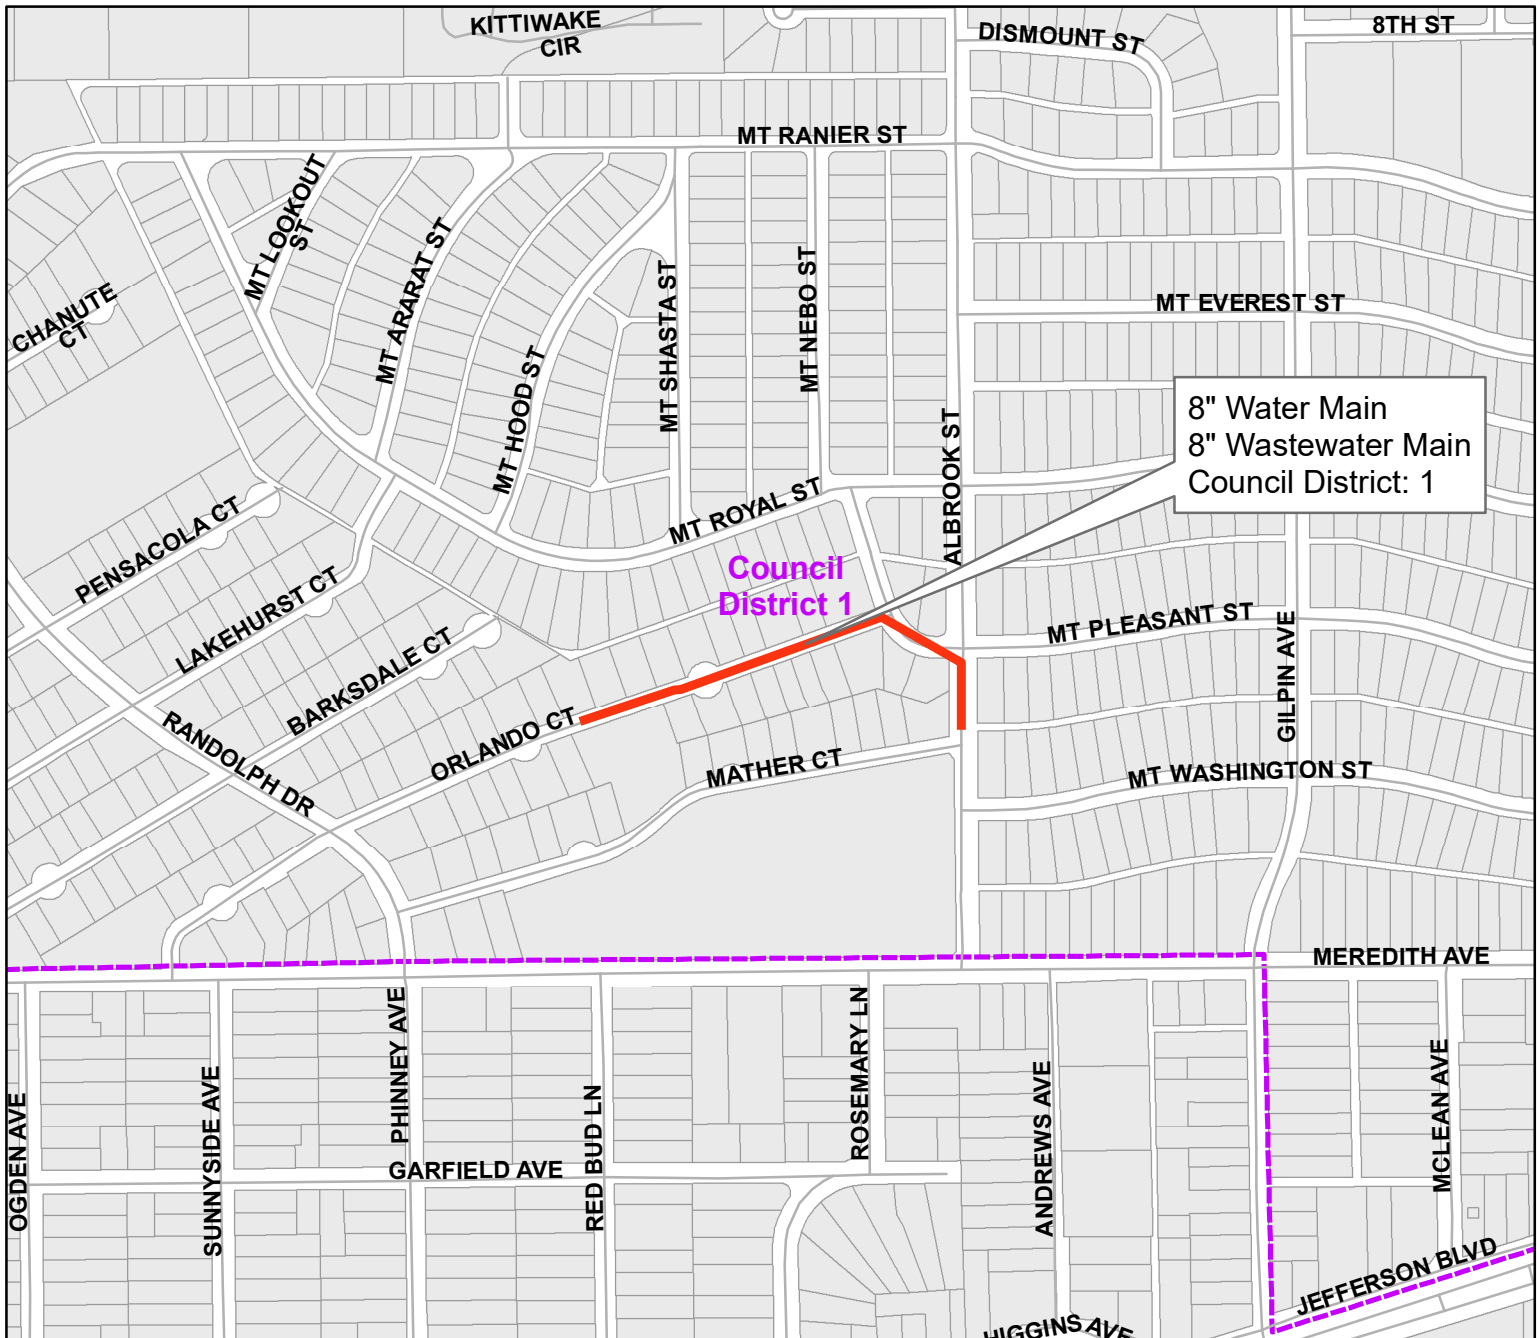 KITTIWAKE
CIR
DISMOUNT ST
8TH ST
MT RANIER ST
MT LOOKOUT
ST
MT ARARAT ST
MT HOOD ST
MT SHASTA ST
MT NEBO ST
MT EVEREST ST
CHANUTE
CT
8" Water Main
8" Wastewater Main
Council District: 1
ALBROOK ST
MT ROYAL ST
PENSACOLA CT
LAKEHURST CT
BARKSDALE CT
Council
District 1
MT PLEASANT ST
GILPIN AVE
RANDOLPH DR
ORLANDO CT
MATHER CT
MT WASHINGTON ST
MEREDITH AVE
OGDEN AVE
SUNNYSIDE AVE
PHINNEY AVE
RED BUD LN
ROSEMARY LN
ANDREWS AVE
MCLEAN AVE
GARFIELD AVE
JEFFERSON BLVD
HIGGINS AVE